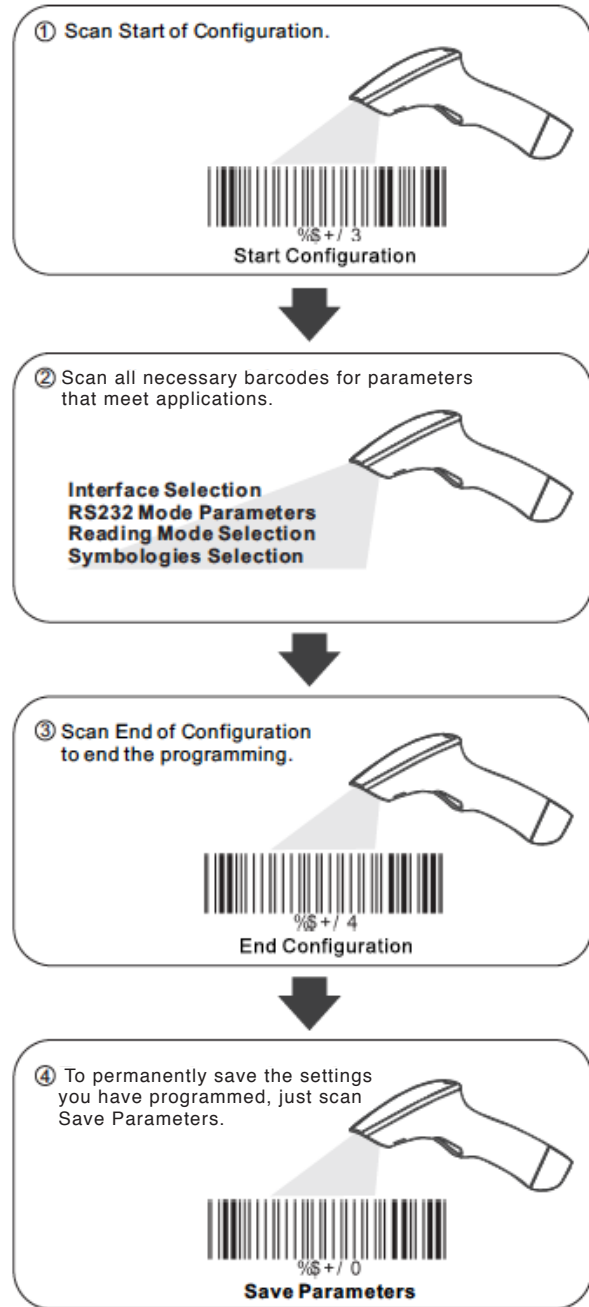 ① Scan Start of Configuration.
%$+/ 3
Start Configuration
② Scan all necessary barcodes for parameters
that meet applications.
Interface Selection
RS232 Mode Parameters
Reading Mode Selection
Symbologies Selection
③ Scan End of Configuration
to end the programming.
%$+/ 4
End Configuration
④ To permanently save the settings
you have programmed, just scan
Save Parameters.
%$+/ 0
Save Parameters